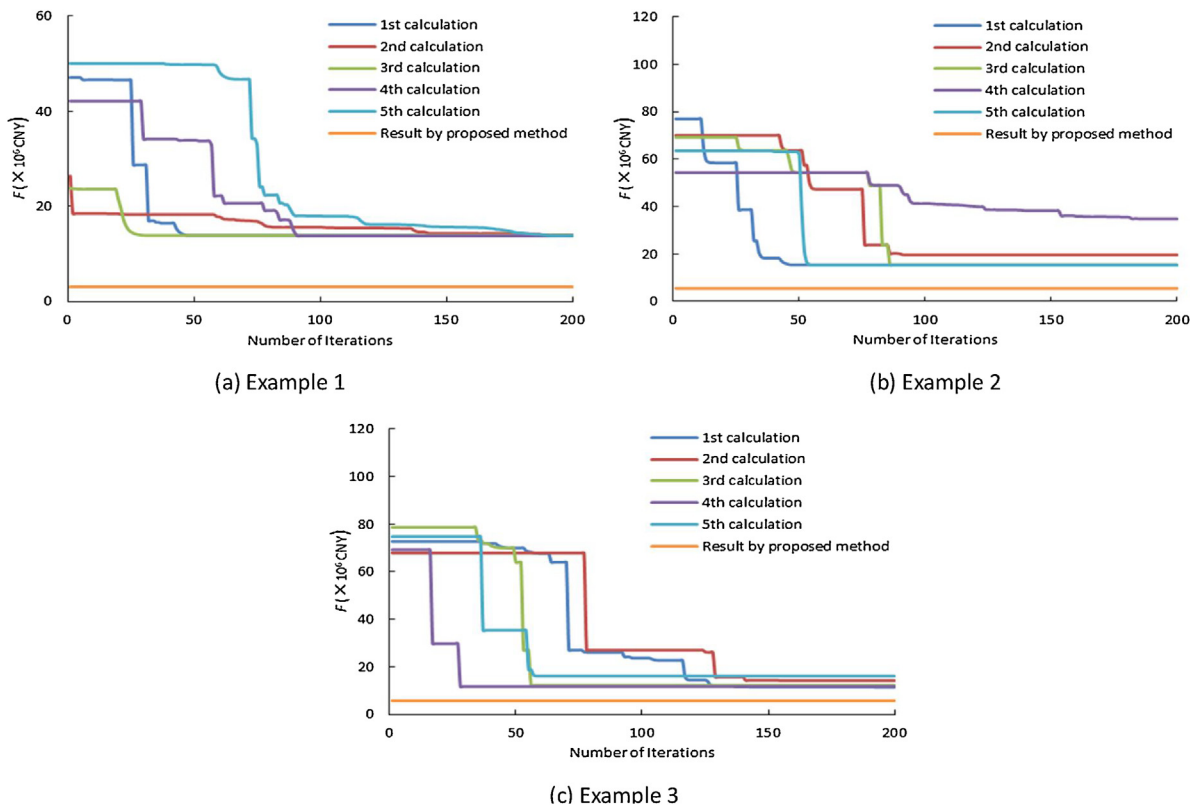 60
40
20
0
F(×10⁶CNY)
1st calculation
2nd calculation
3rd calculation
4th calculation
5th calculation
Result by proposed method
0 50 100 150 200
Number of Iterations
(a) Example 1
120
100
80
60
40
20
0
F(×10⁶CNY)
1st calculation
2nd calculation
3rd calculation
4th calculation
5th calculation
Result by proposed method
0 50 100 150 200
Number of Iterations
(b) Example 2
120
100
80
60
40
20
0
F(×10⁶CNY)
1st calculation
2nd calculation
3rd calculation
4th calculation
5th calculation
Result by proposed method
0 50 100 150 200
Number of Iterations
(c) Example 3